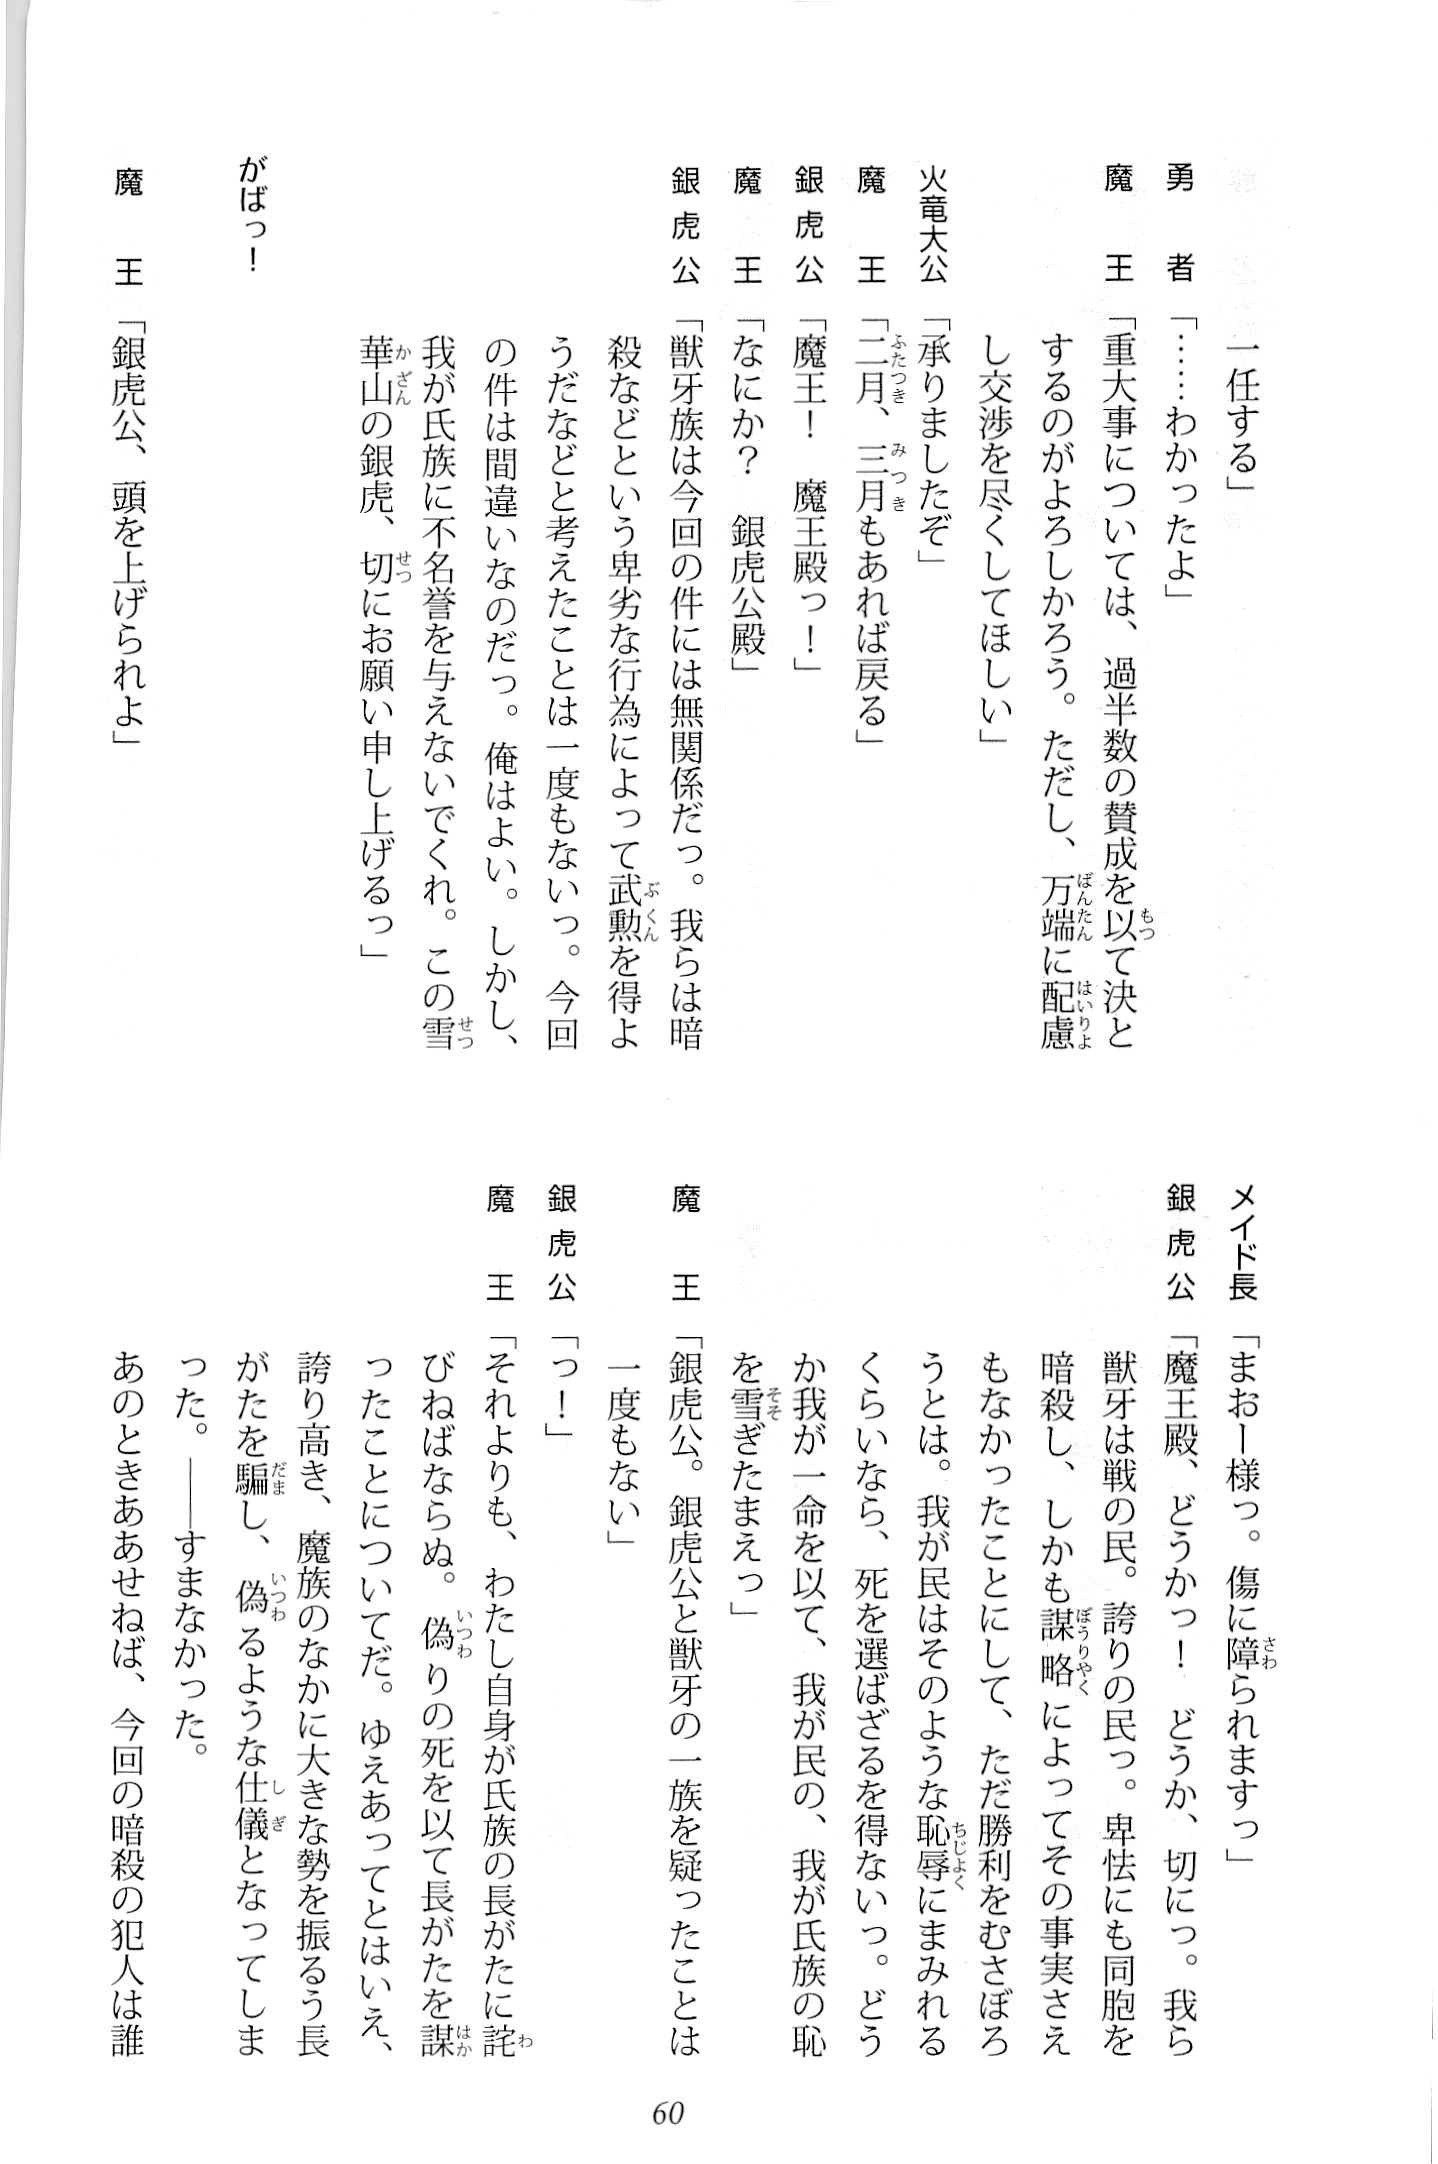 一任する」
勇者「……わかったよ」
魔王「重大事については、過半数の賛成を以て決と
するのがよろしかろう。ただし、万端に配慮
し交渉を尽くしてほしい」
火竜大公「承りましたぞ」
魔王「二月、三月もあれば戻る」
銀虎公「魔王！　魔王殿っ！」
魔王「なにか？　銀虎公殿」
銀虎公「獣牙族は今回の件には無関係だっ。我らは暗
殺などという卑劣な行為によって武勲を得よ
うだなどと考えたことは一度もないっ。今回
の件は間違いなのだっ。俺はよい。しかし、
我が氏族に不名誉を与えないでくれ。この雪
華山の銀虎、切にお願い申し上げるっ」
がばっ！
魔王「銀虎公、頭を上げられよ」
メイド長「まおー様っ。傷に障られますっ」
銀虎公「魔王殿、どうかっ！　どうか、切にっ。我ら
獣牙は戦の民。誇りの民っ。卑怯にも同胞を
暗殺し、しかも謀略によってその事実さえ
もなかったことにして、ただ勝利をむさぼろ
うとは。我が民はそのような恥辱にまみれる
くらいなら、死を選ばざるを得ないっ。どう
か我が一命を以て、我が民の、我が氏族の恥
を雪ぎたまえっ」
魔王「銀虎公。銀虎公と獣牙の一族を疑ったことは
一度もない」
銀虎公「っ！」
魔王「それよりも、わたし自身が氏族の長がたに詫
びねばならぬ。偽りの死を以て長がたを謀
ったことについてだ。ゆえあってとはいえ、
誇り高き、魔族のなかに大きな勢を振るう長
がたを騙し、偽るような仕儀となってしま
った。――すまなかった。
あのときああせねば、今回の暗殺の犯人は誰
60